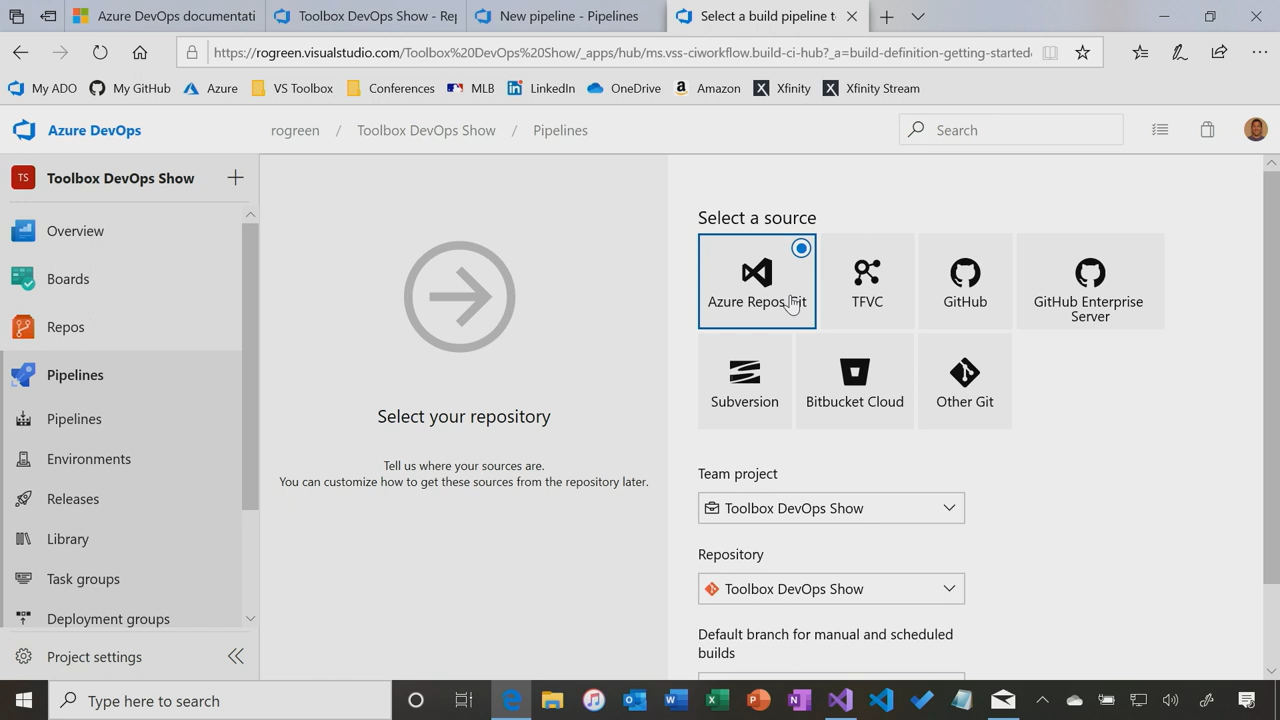 Azure DevOps documentati
Toolbox DevOps Show - Rep
New pipeline - Pipelines
Select a build pipeline t
https://rogreen.visualstudio.com/Toolbox%20DevOps%20Show/_apps/hub/ms.vss-ciworkflow.build-ci-hub?_a=build-definition-getting-started
My ADO
My GitHub
Azure
VS Toolbox
Conferences
MLB
LinkedIn
OneDrive
Amazon
Xfinity
Xfinity Stream
Azure DevOps
rogreen / Toolbox DevOps Show / Pipelines
Search
TS Toolbox DevOps Show
Overview
Boards
Repos
Pipelines
Pipelines
Environments
Releases
Library
Task groups
Deployment groups
Project settings
Select your repository
Tell us where your sources are.
You can customize how to get these sources from the repository later.
Select a source
Azure Repos it
TFVC
GitHub
GitHub Enterprise
Server
Subversion
Bitbucket Cloud
Other Git
Team project
Toolbox DevOps Show
Repository
Toolbox DevOps Show
Default branch for manual and scheduled
builds
Type here to search